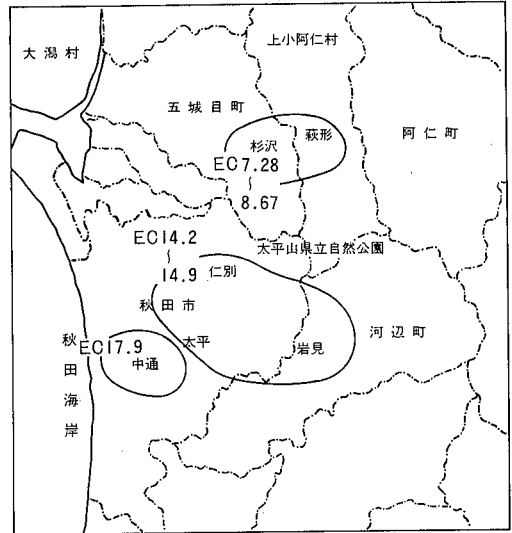 上小阿仁村
大潟村
五城目町
阿仁町
萩形
杉沢
EC7.28
〜
8.67
EC14.2
〜
14.9
太平山県立自然公園
仁別
秋田市
河辺町
太平
岩見
EC17.9
中通
秋田海岸